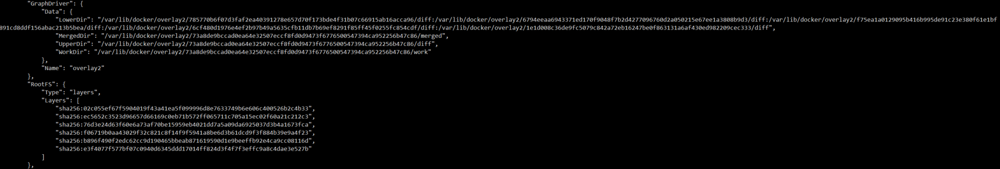 "GraphDriver": {
"Data": {
"LowerDir": "/var/lib/docker/overlay2/785770b6f07d3faf2ea40391278e657d70f173bde4f31b07c66915ab16acca96/diff:/var/lib/docker/overlay2/6794eeaa6943371ed170f9048f7b2d4277096760d2a050215e67ee1a3808b9d3/diff:/var/lib/docker/overlay2/f75ea1a0129095b416b995de91c23e380f61e1bf
891cd8ddf156abac213b5bea/diff:/var/lib/docker/overlay2/6cf480d1976e4ef2b97b49a5635cfb11db7b69ef8291f85ff45f0255fc854cdf/diff:/var/lib/docker/overlay2/1e1d008c36de9fc5079c842a72eb16247be0f863131a6af430ed982209cec333/diff",
"MergedDir": "/var/lib/docker/overlay2/73a8de9bccad0ea64e32507eccf8fd0d9473f6776500547394ca952256b47c86/merged",
"UpperDir": "/var/lib/docker/overlay2/73a8de9bccad0ea64e32507eccf8fd0d9473f6776500547394ca952256b47c86/diff",
"WorkDir": "/var/lib/docker/overlay2/73a8de9bccad0ea64e32507eccf8fd0d9473f6776500547394ca952256b47c86/work"
},
"Name": "overlay2"
},
"RootFS": {
"Type": "layers",
"Layers": [
"sha256:02c055ef67f5904019f43a41ea5f099996d8e7633749b6e606c400526b2c4b33",
"sha256:ec5652c3523d96657d66169c0eb71b572ff065711c705a15ec02f60a21c212c3",
"sha256:76d3e24d63f60e6a73af70be15959eb4021dd7a5a09da6925037d3b4a1673fca",
"sha256:f06719b0aa43029f32c821c8f14f9f5941a8be6d3b61dcd9f3f884b39e9a4f23",
"sha256:b896f490f2edc62cc9d190465bbeab871619590d1e9beeffb92e4ca9cc08116d",
"sha256:e3f4077f577bf07c0940d6345ddd17014ff824d3f4f7f3effc9a8c4dae3e527b"
]
},